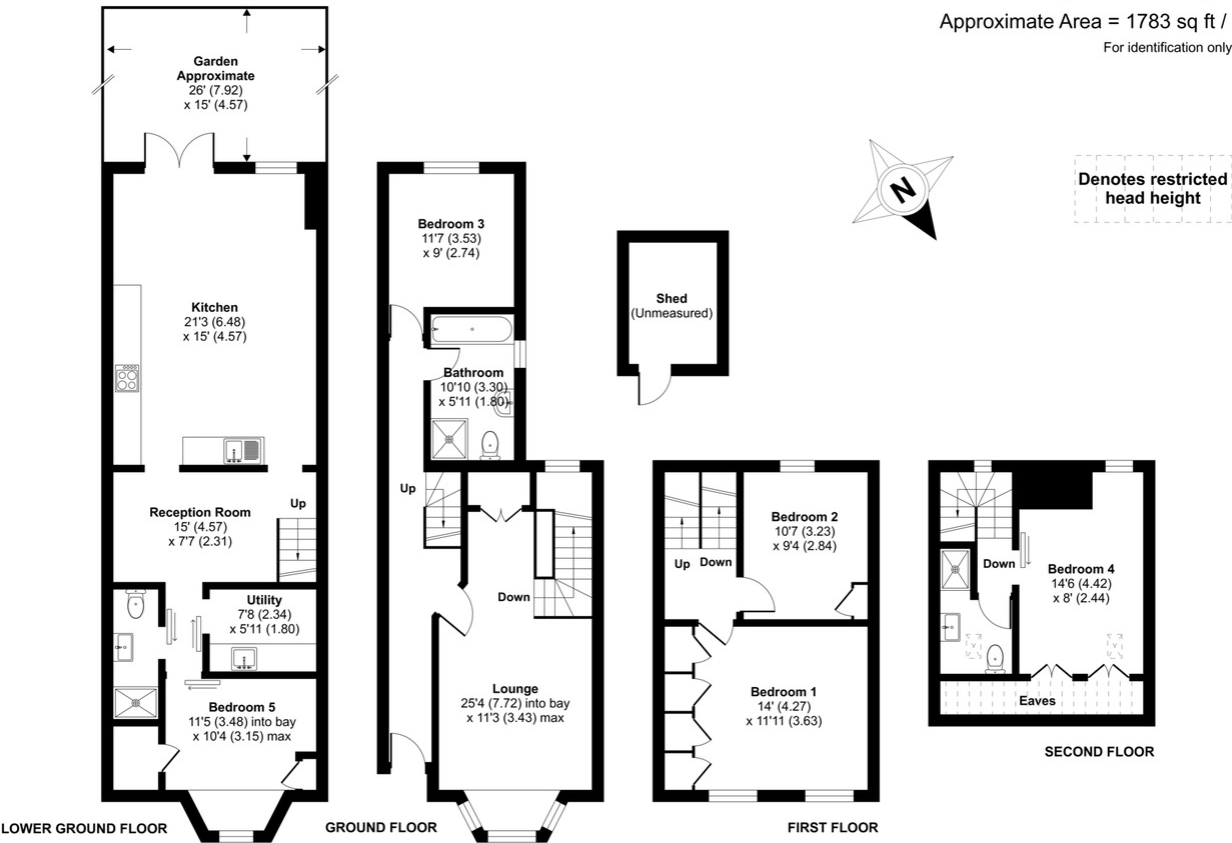 Approximate Area = 1783 sq ft /
For identification only
Garden
Approximate
26' (7.92)
x 15' (4.57)
N
Denotes restricted
head height
Kitchen
21'3 (6.48)
x 15' (4.57)
Reception Room
15' (4.57)
x 7'7 (2.31)
Up
Utility
7'8 (2.34)
x 5'11 (1.80)
Bedroom 5
11'5 (3.48) into bay
x 10'4 (3.15) max
LOWER GROUND FLOOR
Bedroom 3
11'7 (3.53)
x 9' (2.74)
Bathroom
10'10 (3.30)
x 5'11 (1.80)
Up
Down
Lounge
25'4 (7.72) into bay
x 11'3 (3.43) max
GROUND FLOOR
Shed
(Unmeasured)
Bedroom 2
10'7 (3.23)
x 9'4 (2.84)
Up
Down
Bedroom 1
14' (4.27)
x 11'11 (3.63)
FIRST FLOOR
Down
Bedroom 4
14'6 (4.42)
x 8' (2.44)
Eaves
SECOND FLOOR